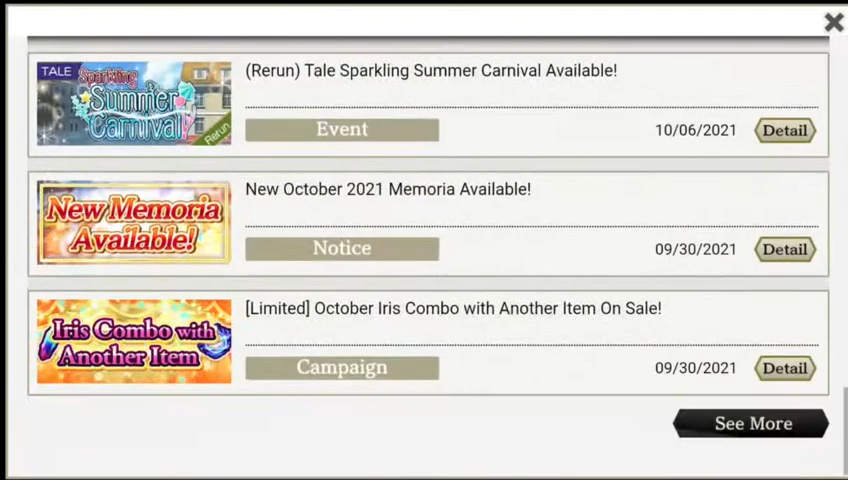 TALE
Sparkling
Summer
Carnival!
Rerun
(Rerun) Tale Sparkling Summer Carnival Available!
Event
10/06/2021
Detail
New Memoria
Available!
New October 2021 Memoria Available!
Notice
09/30/2021
Detail
Iris Combo with
Another Item
[Limited] October Iris Combo with Another Item On Sale!
Campaign
09/30/2021
Detail
See More